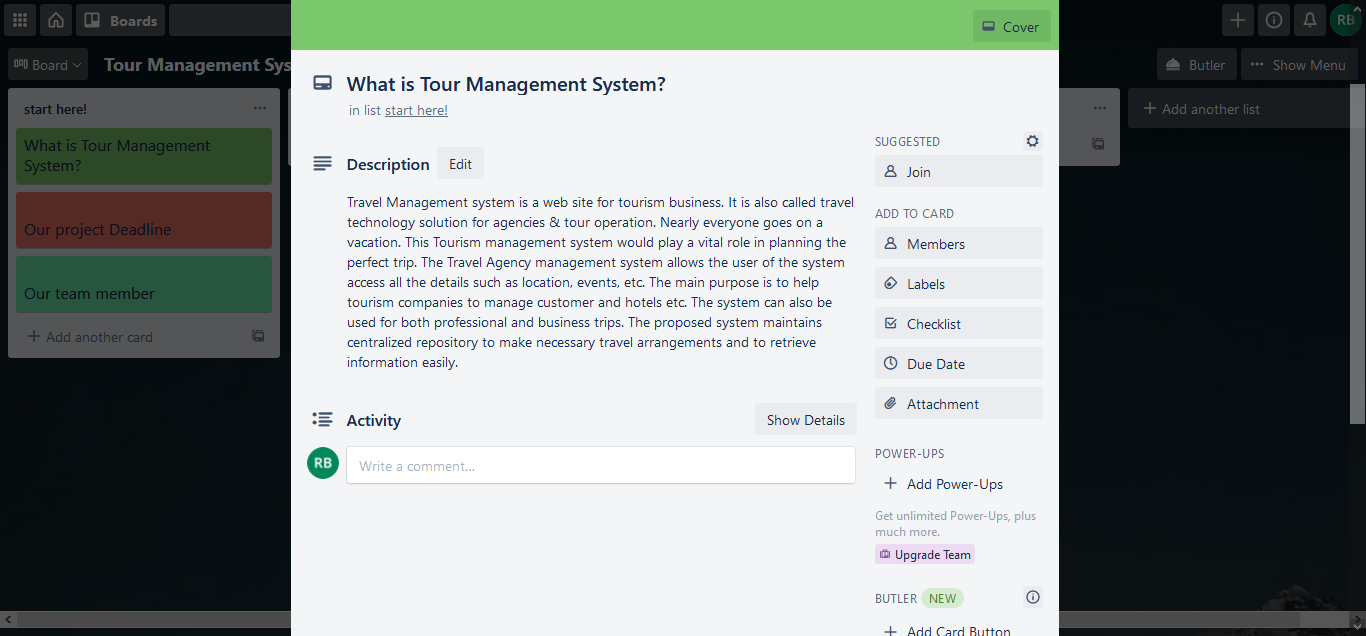 Boards
RB
Board
Tour Management Sys
Butler
Show Menu
Cover
start here!
What is Tour Management
System?
Our project Deadline
Our team member
Add another card
Add another list
What is Tour Management System?
in list start here!
Description
Edit
Travel Management system is a web site for tourism business. It is also called travel
technology solution for agencies & tour operation. Nearly everyone goes on a
vacation. This Tourism management system would play a vital role in planning the
perfect trip. The Travel Agency management system allows the user of the system
access all the details such as location, events, etc. The main purpose is to help
tourism companies to manage customer and hotels etc. The system can also be
used for both professional and business trips. The proposed system maintains
centralized repository to make necessary travel arrangements and to retrieve
information easily.
Activity
Show Details
RB
Write a comment...
SUGGESTED
Join
ADD TO CARD
Members
Labels
Checklist
Due Date
Attachment
POWER-UPS
Add Power-Ups
Get unlimited Power-Ups, plus
much more.
Upgrade Team
BUTLER NEW
Add Card Button